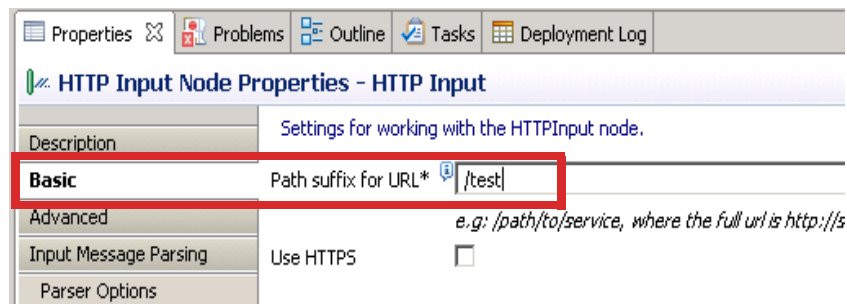 Properties Problems Outline Tasks Deployment Log
HTTP Input Node Properties - HTTP Input
Description
Settings for working with the HTTPInput node.
Basic
Path suffix for URL* /test
Advanced
e.g: /path/to/service, where the full url is http://s
Input Message Parsing
Use HTTPS
Parser Options